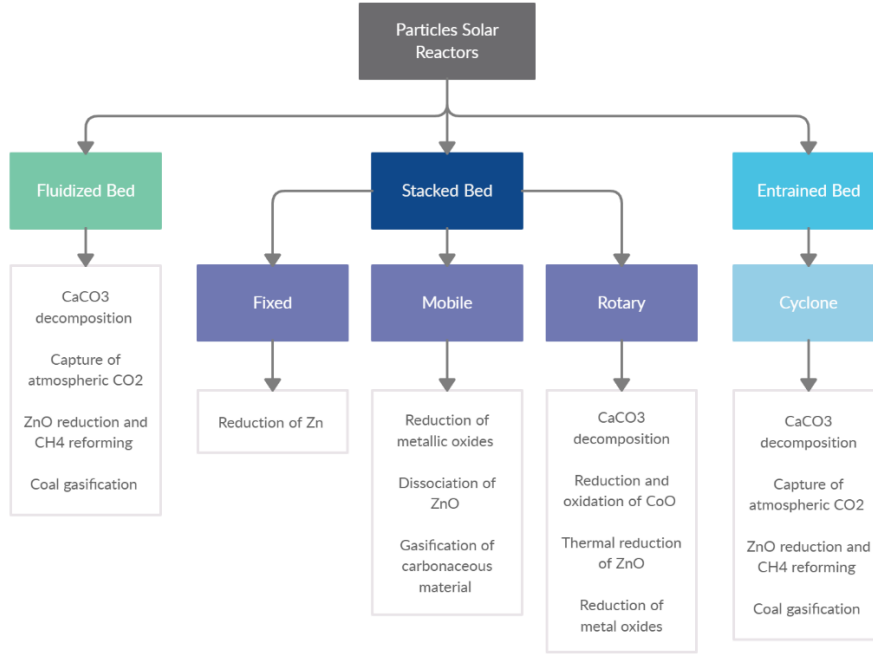 Particles Solar
Reactors
Fluidized Bed
Stacked Bed
Entrained Bed
Fixed
Mobile
Rotary
Cyclone
CaCO3
decomposition
Capture of
atmospheric CO2
ZnO reduction and
CH4 reforming
Coal gasification
Reduction of Zn
Reduction of
metallic oxides
Dissociation of
ZnO
Gasification of
carbonaceous
material
CaCO3
decomposition
Reduction and
oxidation of CoO
Thermal reduction
of ZnO
Reduction of
metal oxides
CaCO3
decomposition
Capture of
atmospheric CO2
ZnO reduction and
CH4 reforming
Coal gasification